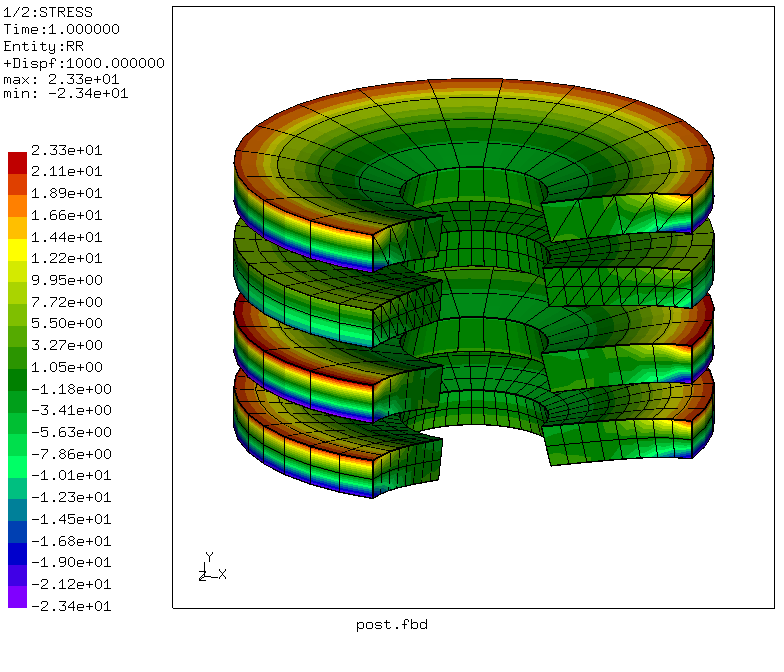 1/2:STRESS
Time:1.000000
Entity:RR
+Dispf:1000.000000
max: 2.33e+01
min: -2.34e+01
2.33e+01
2.11e+01
1.89e+01
1.66e+01
1.44e+01
1.22e+01
9.95e+00
7.72e+00
5.50e+00
3.27e+00
1.05e+00
-1.18e+00
-3.41e+00
-5.63e+00
-7.86e+00
-1.01e+01
-1.23e+01
-1.45e+01
-1.68e+01
-1.90e+01
-2.12e+01
-2.34e+01
Y
Z X
post.fbd